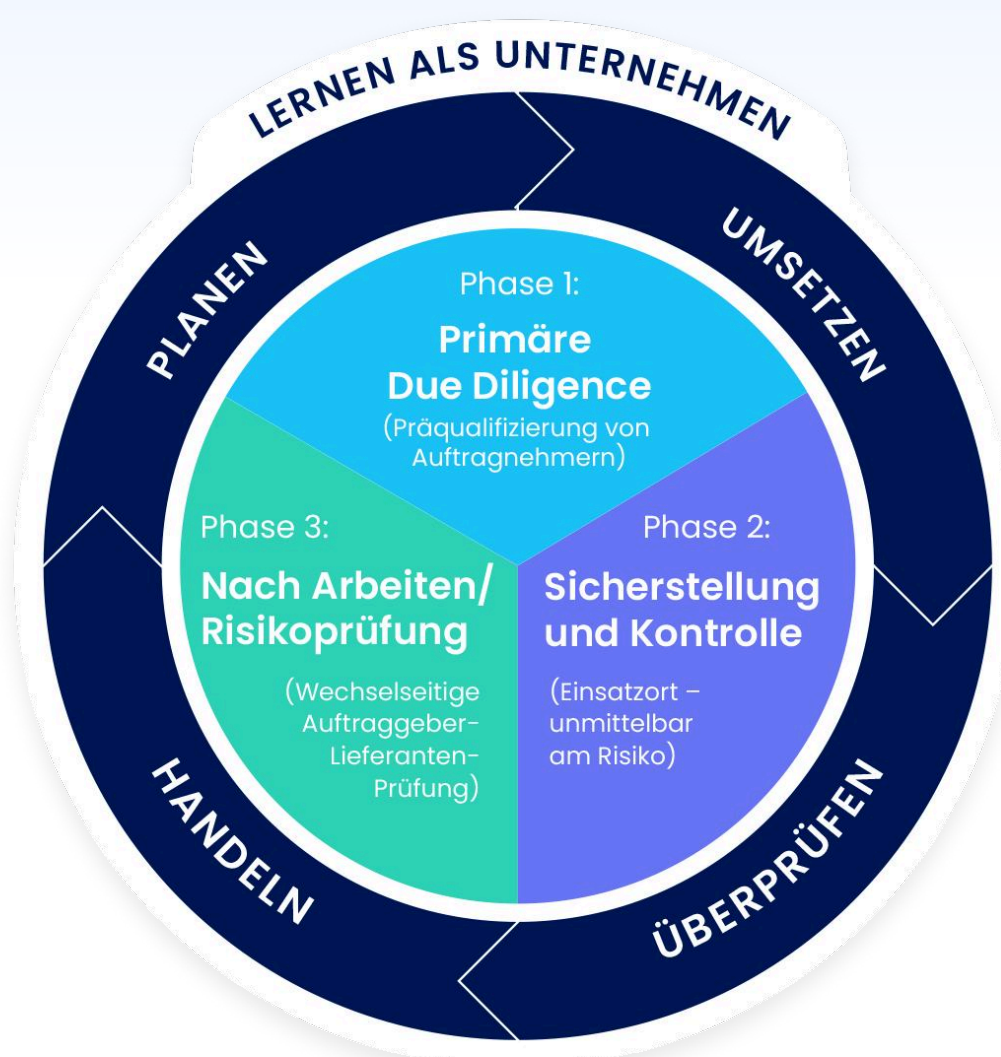 LERNEN ALS UNTERNEHMEN
PLANEN
UMSETZEN
ÜBERPRÜFEN
HANDELN
Phase 1:
Primäre
Due Diligence
(Präqualifizierung von
Auftragnehmern)
Phase 2:
Sicherstellung
und Kontrolle
(Einsatzort –
unmittelbar
am Risiko)
Phase 3:
Nach Arbeiten/
Risikoprüfung
(Wechselseitige
Auftraggeber-
Lieferanten-
Prüfung)